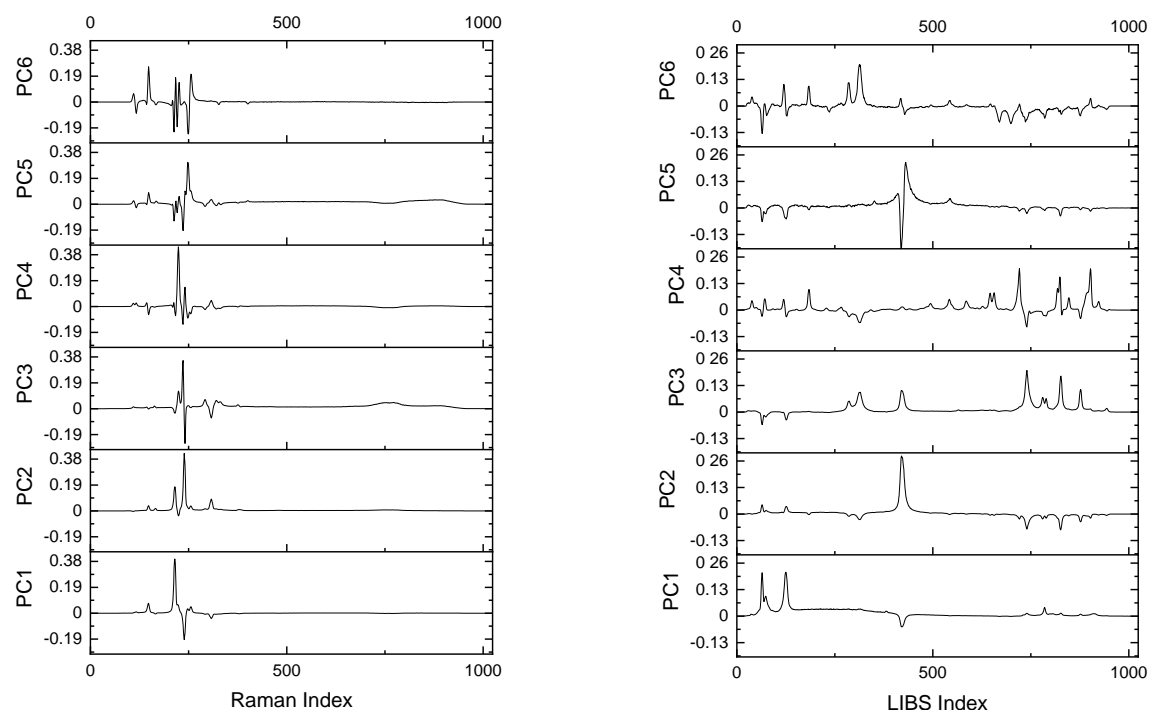 0 500 1000
0.38
0.19
0
-0.19
PC6
0.38
0.19
0
-0.19
PC5
0.38
0.19
0
-0.19
PC4
0.38
0.19
0
-0.19
PC3
0.38
0.19
0
-0.19
PC2
0.38
0.19
0
-0.19
PC1
0 500 1000
Raman Index
0 500 1000
0 26
0.13
0
-0.13
PC6
0 26
0.13
0
-0.13
PC5
0 26
0.13
0
-0.13
PC4
0 26
0.13
0
-0.13
PC3
0 26
0.13
0
-0.13
PC2
0 26
0.13
0
-0.13
PC1
0 500 1000
LIBS Index